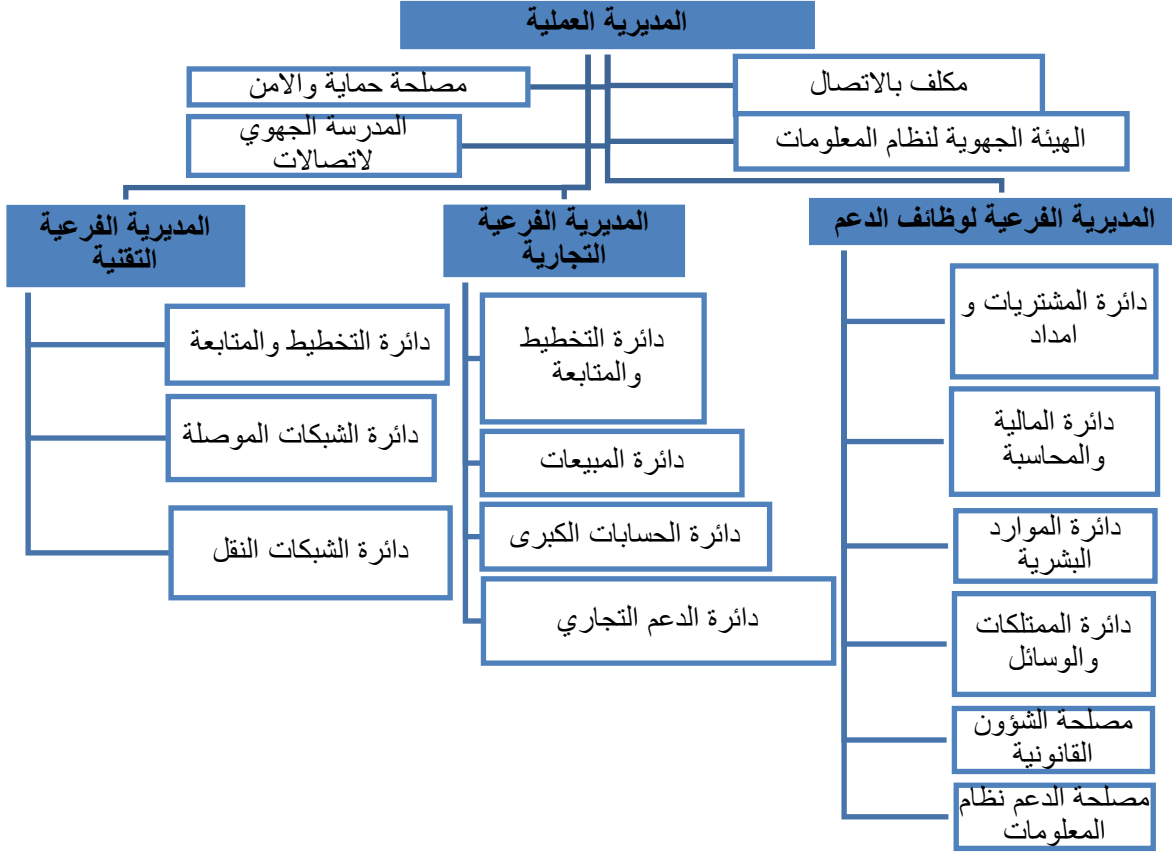 المديرية العملية
مكلف بالاتصال
مصلحة حماية والامن
الهيئة الجهوية لنظام المعلومات
المدرسة الجهوي
لاتصالات
المديرية الفرعية لوظائف الدعم
المديرية الفرعية
التجارية
المديرية الفرعية
التقنية
دائرة المشتريات و
امداد
دائرة المالية
والمحاسبة
دائرة الموارد
البشرية
دائرة الممتلكات
والوسائل
مصلحة الشؤون
القانونية
مصلحة الدعم نظام
المعلومات
دائرة التخطيط
والمتابعة
دائرة المبيعات
دائرة الحسابات الكبرى
دائرة الدعم التجاري
دائرة التخطيط والمتابعة
دائرة الشبكات الموصلة
دائرة الشبكات النقل